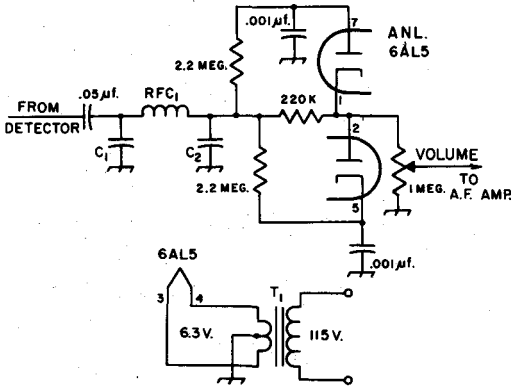 .001µf.
7
ANL.
6AL5
2.2 MEG.
.05µf.
RFC1
220K
1
FROM
DETECTOR
2
C1
C2
VOLUME
TO
A.F. AMP.
1 MEG.
2.2 MEG.
5
.001µf.
6AL5
3
4
T1
6.3V.
115V.